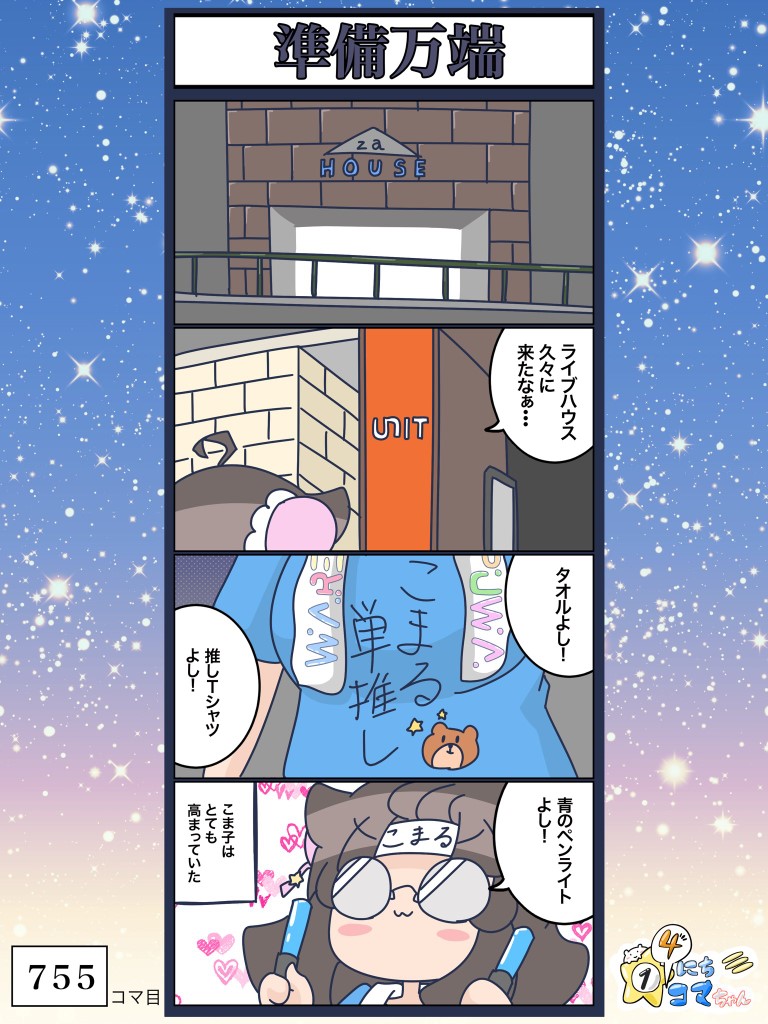 準備万端
za
HOUSE
ライブハウス
久々に
来たなぁ…
UNIT
タオルよし！
こまる
単推し
推しTシャツ
よし！
青のペンライト
よし！
こまる
こま子は
とても
高まっていた
755
コマ目
1
4
にち
コマ
ちゃん